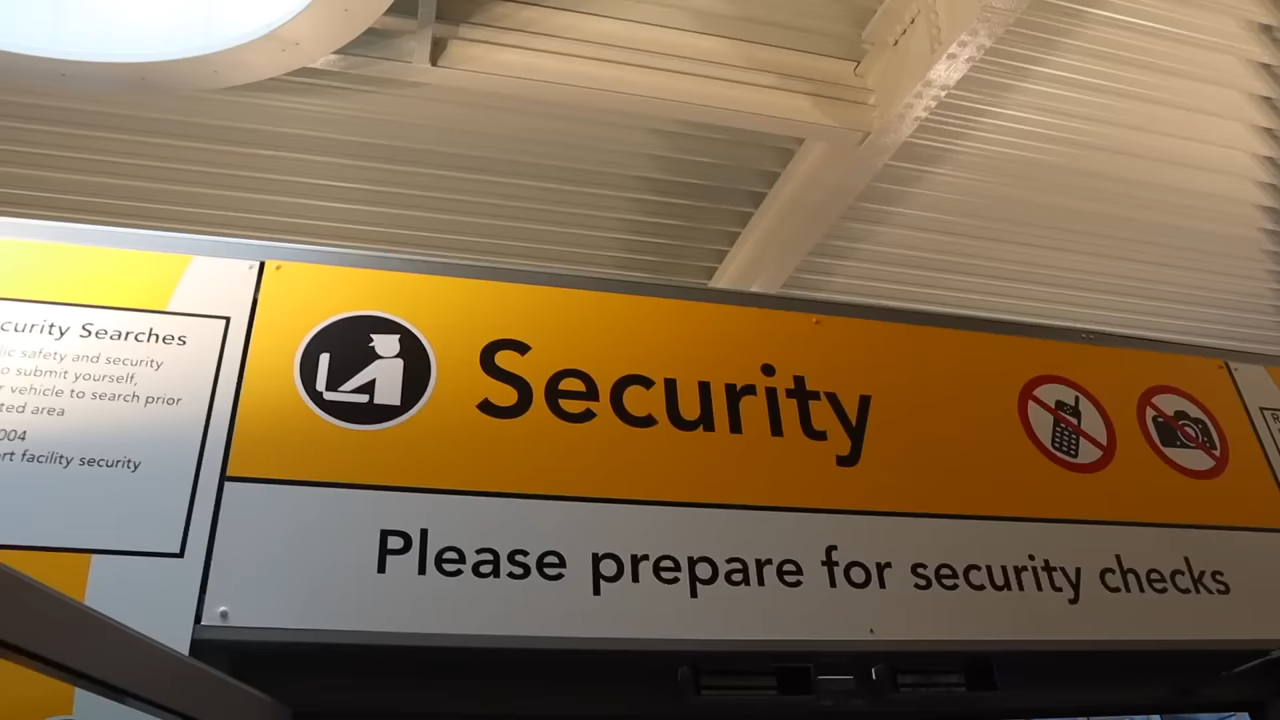 curity Searches
lic safety and security
o submit yourself,
r vehicle to search prior
ted area
004
rt facility security
Security
Please prepare for security checks